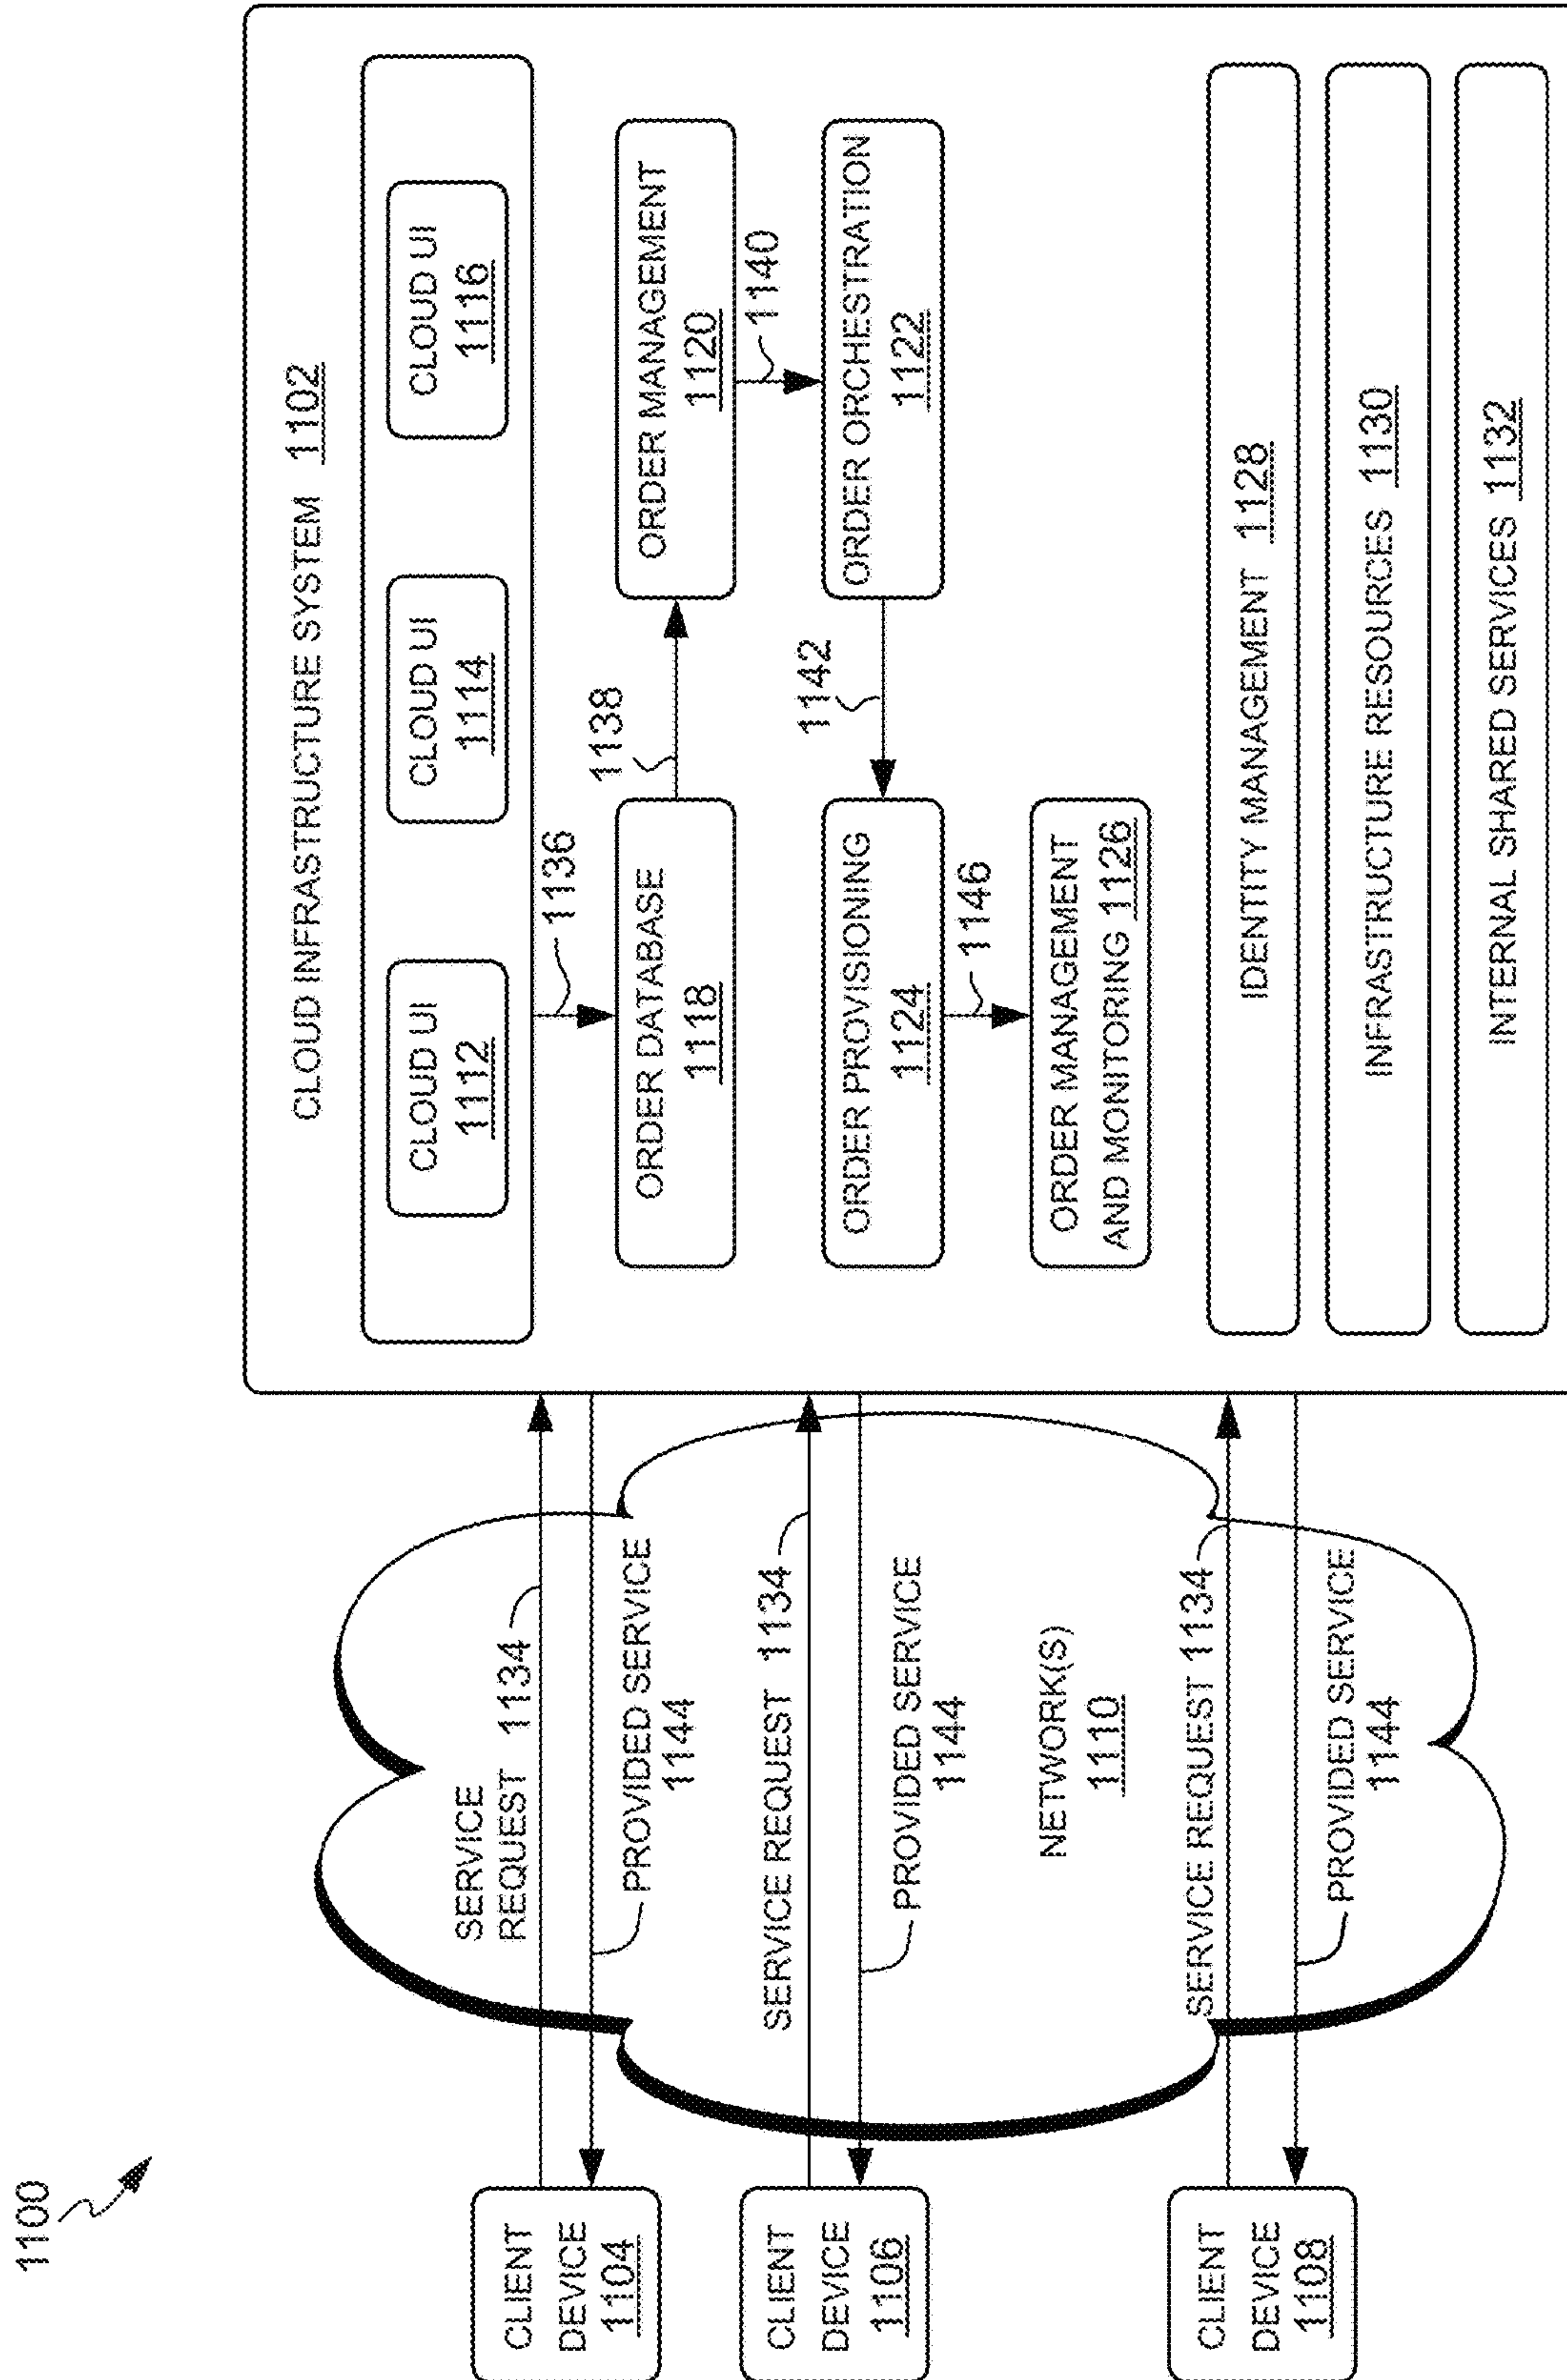 1100
CLIENT
DEVICE
1104
CLIENT
DEVICE
1106
CLIENT
DEVICE
1108
SERVICE
REQUEST 1134
PROVIDED SERVICE
1144
SERVICE REQUEST 1134
PROVIDED SERVICE
1144
NETWORK(S)
1110
SERVICE REQUEST 1134
PROVIDED SERVICE
1144
CLOUD INFRASTRUCTURE SYSTEM 1102
CLOUD UI
1112
CLOUD UI
1114
CLOUD UI
1116
1136
ORDER DATABASE
1118
1138
ORDER MANAGEMENT
1120
1140
ORDER PROVISIONING
1124
1142
ORDER ORCHESTRATION
1122
1146
ORDER MANAGEMENT
AND MONITORING 1126
IDENTITY MANAGEMENT 1128
INFRASTRUCTURE RESOURCES 1130
INTERNAL SHARED SERVICES 1132